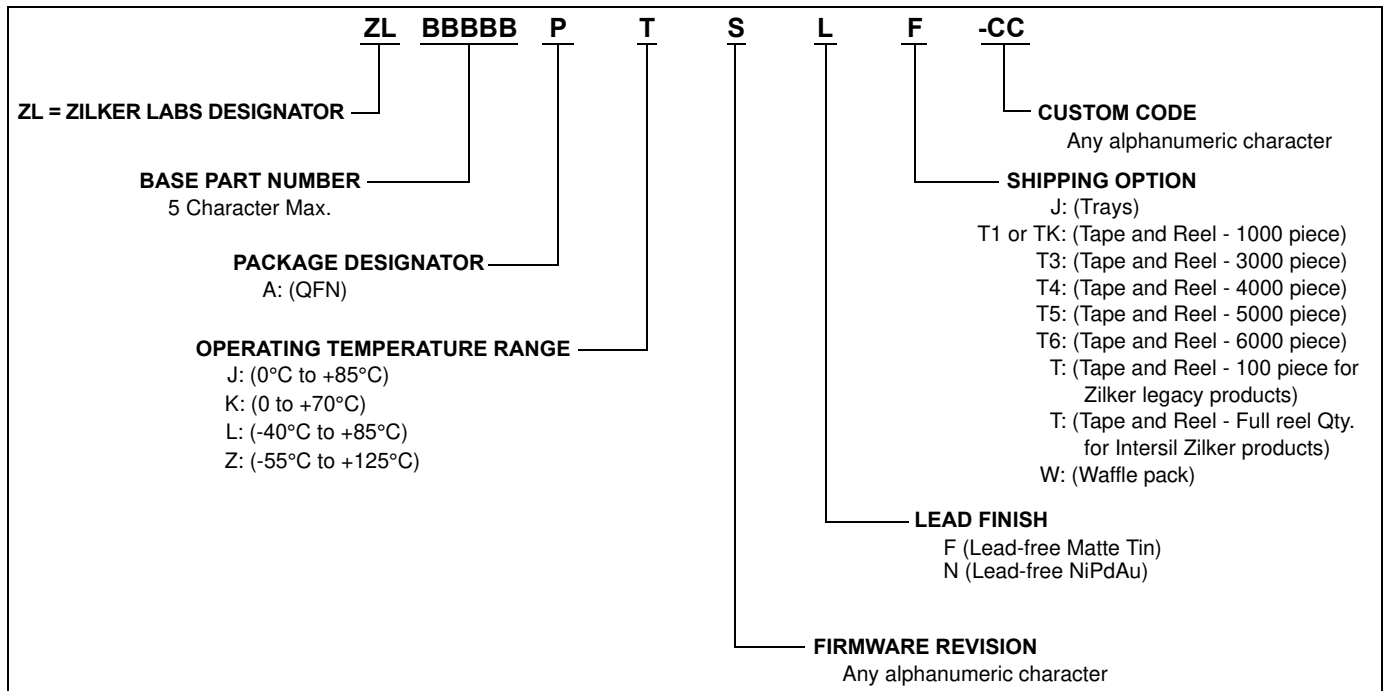 ZL BBBBB P T S L F -CC
ZL = ZILKER LABS DESIGNATOR
BASE PART NUMBER
5 Character Max.
PACKAGE DESIGNATOR
A: (QFN)
OPERATING TEMPERATURE RANGE
J: (0°C to +85°C)
K: (0 to +70°C)
L: (-40°C to +85°C)
Z: (-55°C to +125°C)
CUSTOM CODE
Any alphanumeric character
SHIPPING OPTION
J: (Trays)
T1 or TK: (Tape and Reel - 1000 piece)
T3: (Tape and Reel - 3000 piece)
T4: (Tape and Reel - 4000 piece)
T5: (Tape and Reel - 5000 piece)
T6: (Tape and Reel - 6000 piece)
T: (Tape and Reel - 100 piece for
Zilker legacy products)
T: (Tape and Reel - Full reel Qty.
for Intersil Zilker products)
W: (Waffle pack)
LEAD FINISH
F (Lead-free Matte Tin)
N (Lead-free NiPdAu)
FIRMWARE REVISION
Any alphanumeric character